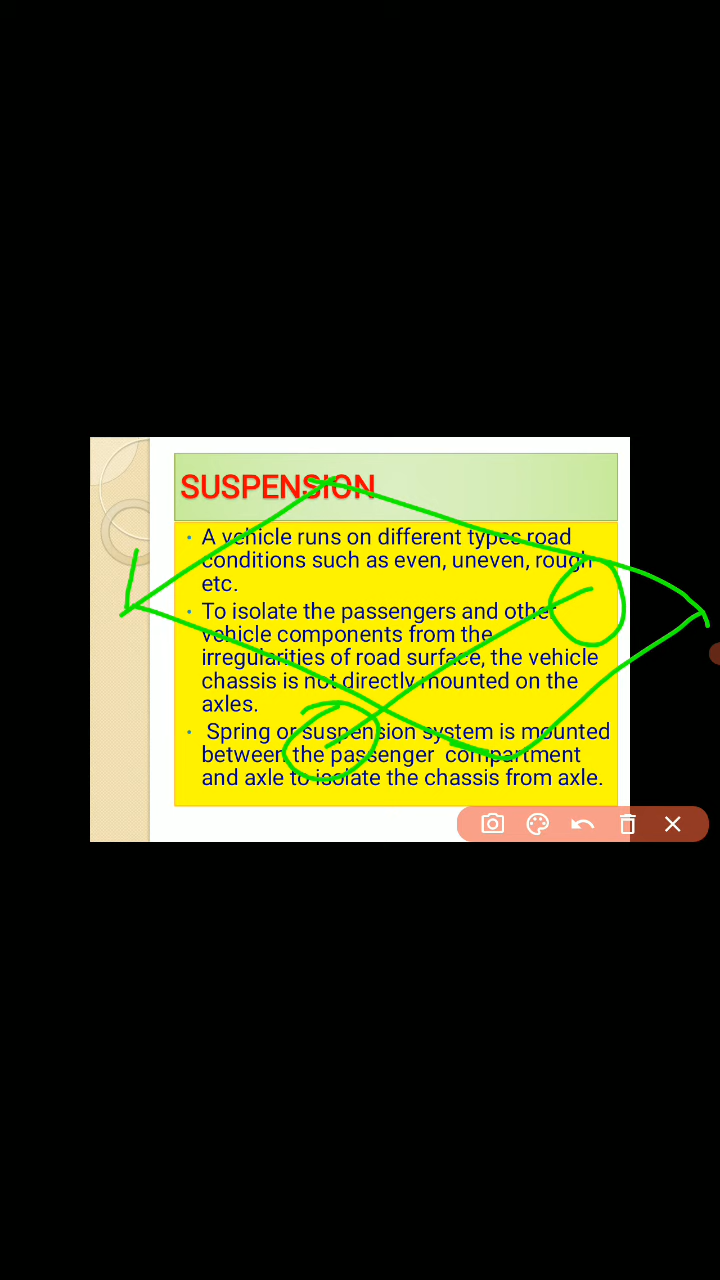 SUSPENSION
• A vehicle runs on different types road
conditions such as even, uneven, rough
etc.
• To isolate the passengers and other
vehicle components from the
irregularities of road surface, the vehicle
chassis is not directly mounted on the
axles.
• Spring or suspension system is mounted
between the passenger compartment
and axle to isolate the chassis from axle.